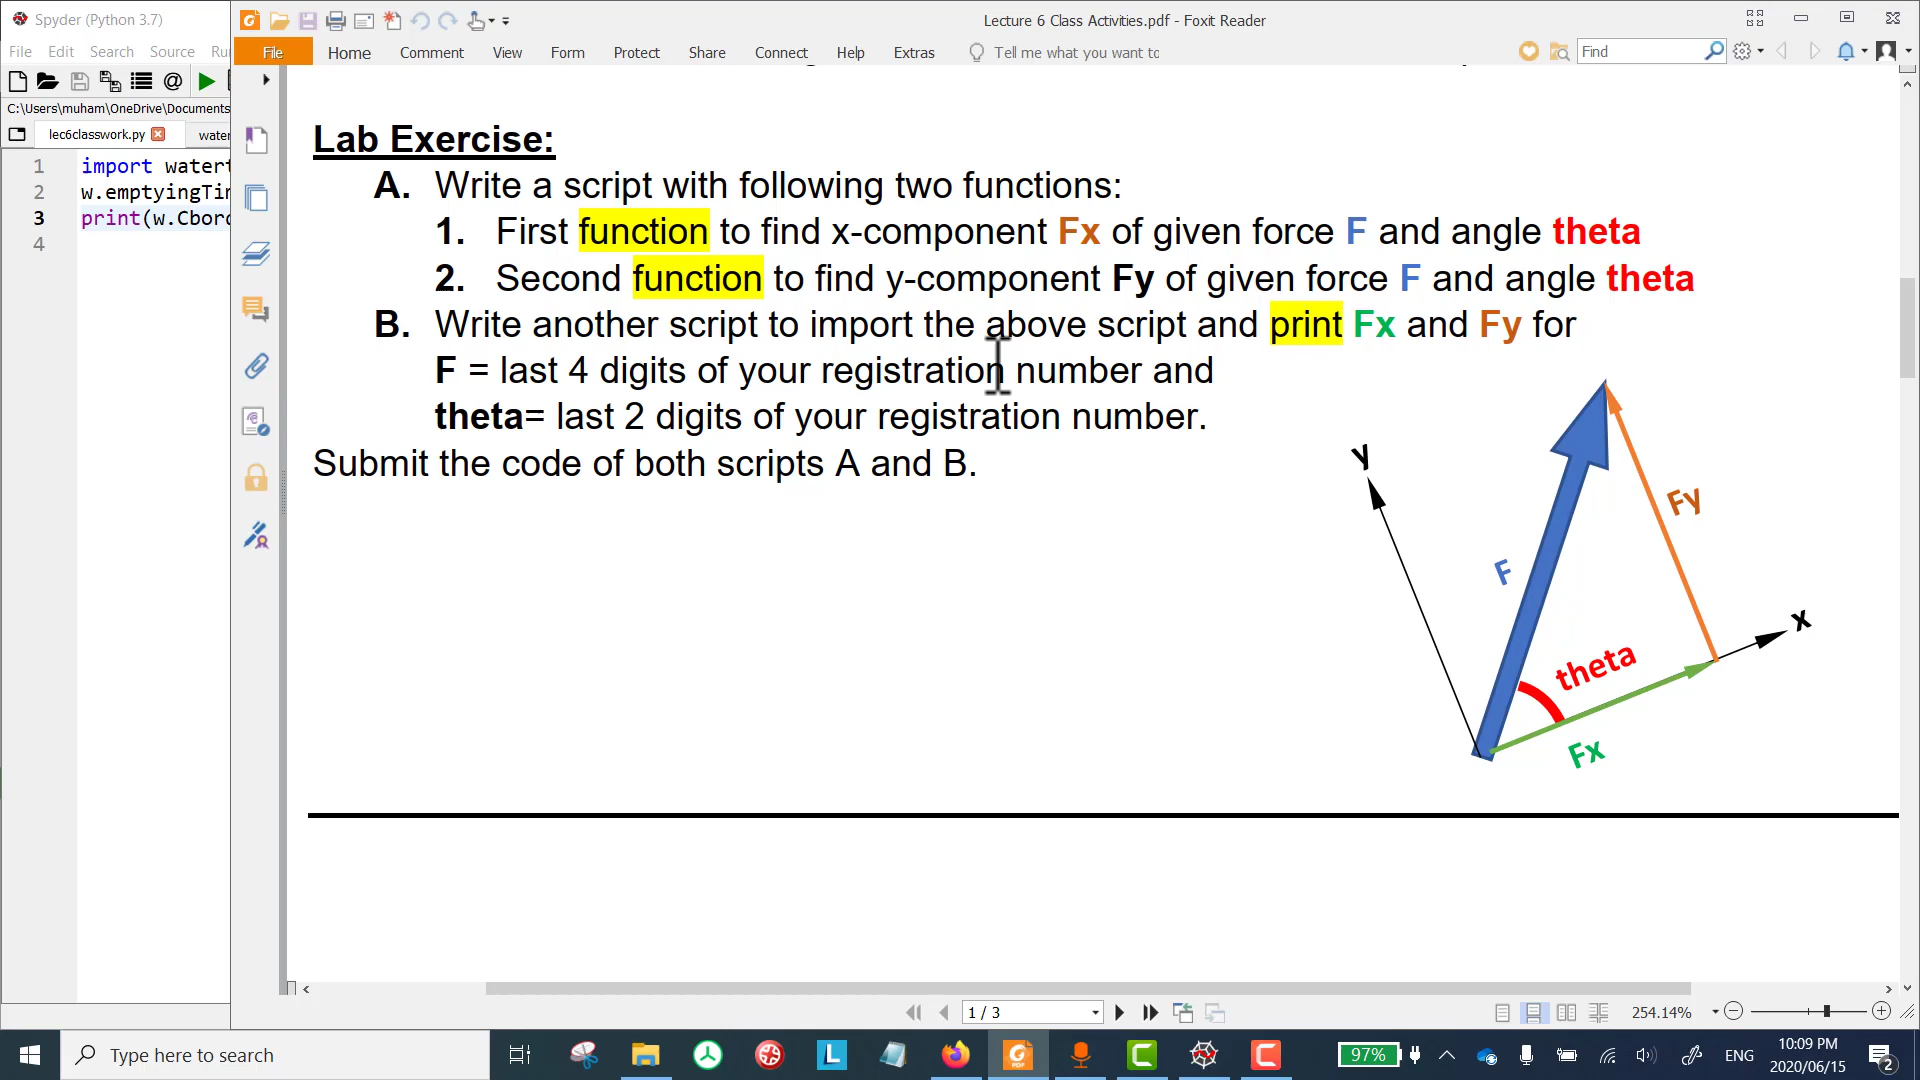 Spyder (Python 3.7)
File Edit Search Source Ru
C:\Users\muham\OneDrive\Documents
lec6classwork.py water
1 import watert
2 w.emptyingTi
3 print(w.Cbord
4
Lecture 6 Class Activities.pdf - Foxit Reader
File Home Comment View Form Protect Share Connect Help Extras Tell me what you want to Find
Lab Exercise:
A. Write a script with following two functions:
1. First function to find x-component Fx of given force F and angle theta
2. Second function to find y-component Fy of given force F and angle theta
B. Write another script to import the above script and print Fx and Fy for
F = last 4 digits of your registration number and
theta= last 2 digits of your registration number.
Submit the code of both scripts A and B.
y
Fy
F
x
theta
Fx
1 / 3
254.14%
Type here to search
97%
ENG
10:09 PM
2020/06/15
2